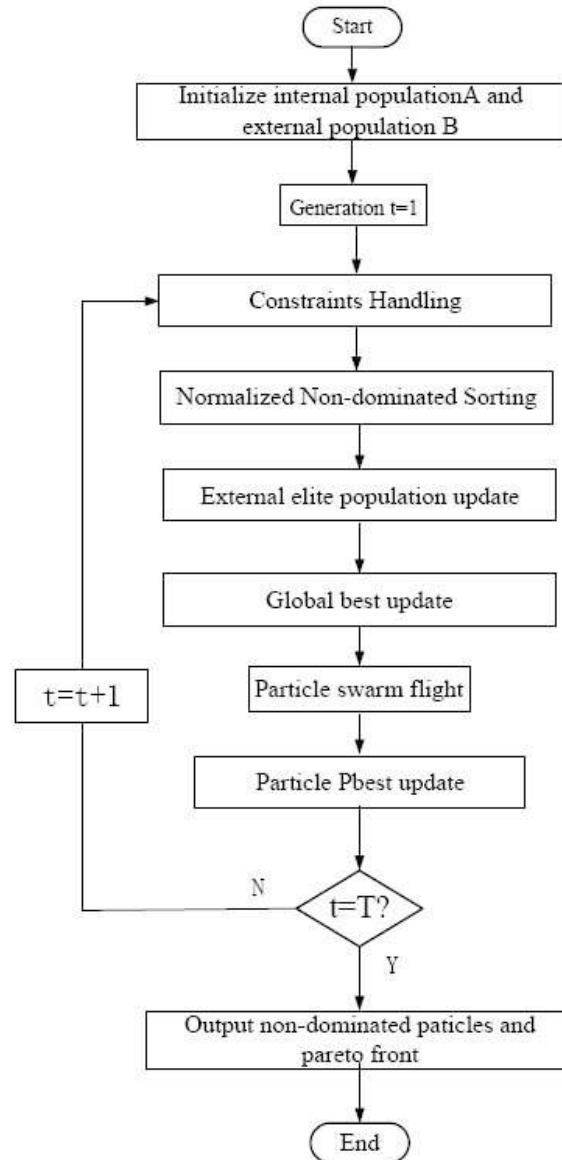 Start
Initialize internal populationA and
external population B
Generation t=1
Constraints Handling
Normalized Non-dominated Sorting
External elite population update
Global best update
t=t+1
Particle swarm flight
Particle Pbest update
N
t=T?
Y
Output non-dominated paticles and
pareto front
End